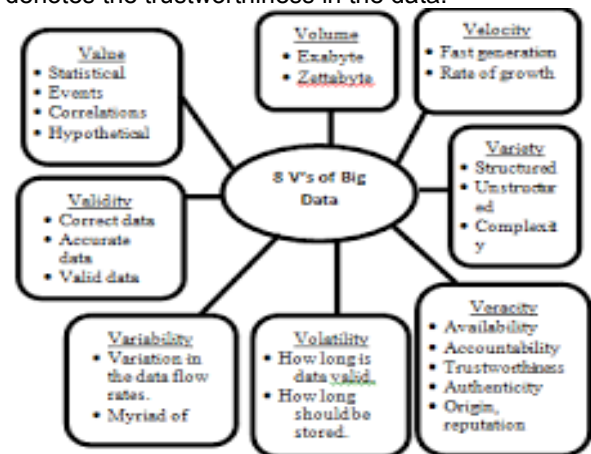 denotes the trustworthiness in the data.
Value
• Statistical
• Events
• Correlations
• Hypothetical
Volume
• Exabyte
• Zettabyte
Velocity
• Fast generation
• Rate of growth
8 V's of Big
Data
Variety
• Structured
• Unstructur
ed
• Complexit
y
Validity
• Correct data
• Accurate
data
• Valid data
Variability
• Variation in
the data flow
rates.
• Myriad of
Volatility
• How long is
data valid.
• How long
should be
stored.
Veracity
• Availability
• Accountability
• Trustworthiness
• Authenticity
• Origin,
reputation